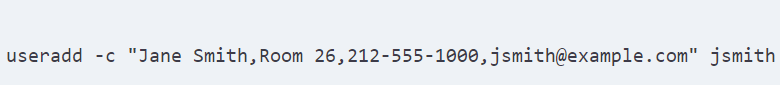 useradd -c "Jane Smith,Room 26,212-555-1000,jsmith@example.com" jsmith